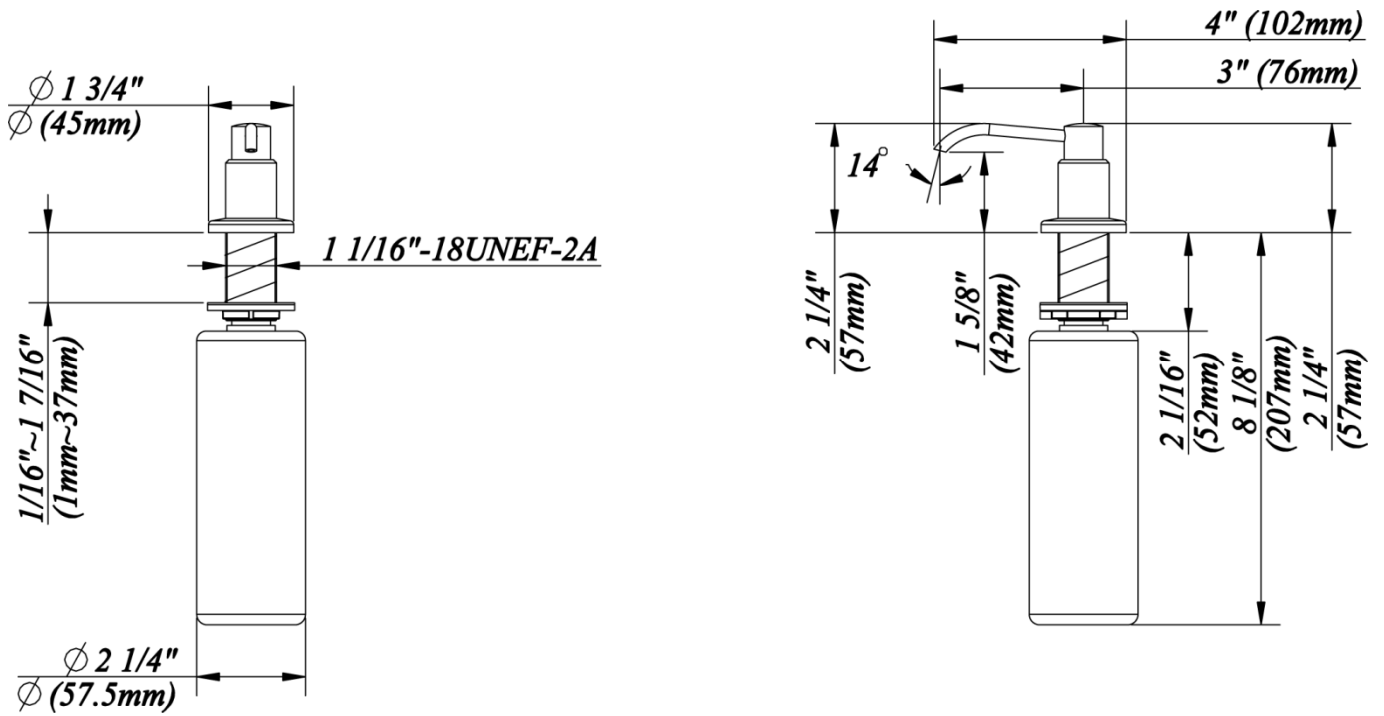 Ø 1 3/4"
Ø (45mm)
1 1/16"-18UNEF-2A
1/16"~1 7/16"
(1mm~37mm)
Ø 2 1/4"
Ø (57.5mm)
4" (102mm)
3" (76mm)
14°
2 1/4"
(57mm)
1 5/8"
(42mm)
2 1/16"
(52mm)
8 1/8"
(207mm)
2 1/4"
(57mm)